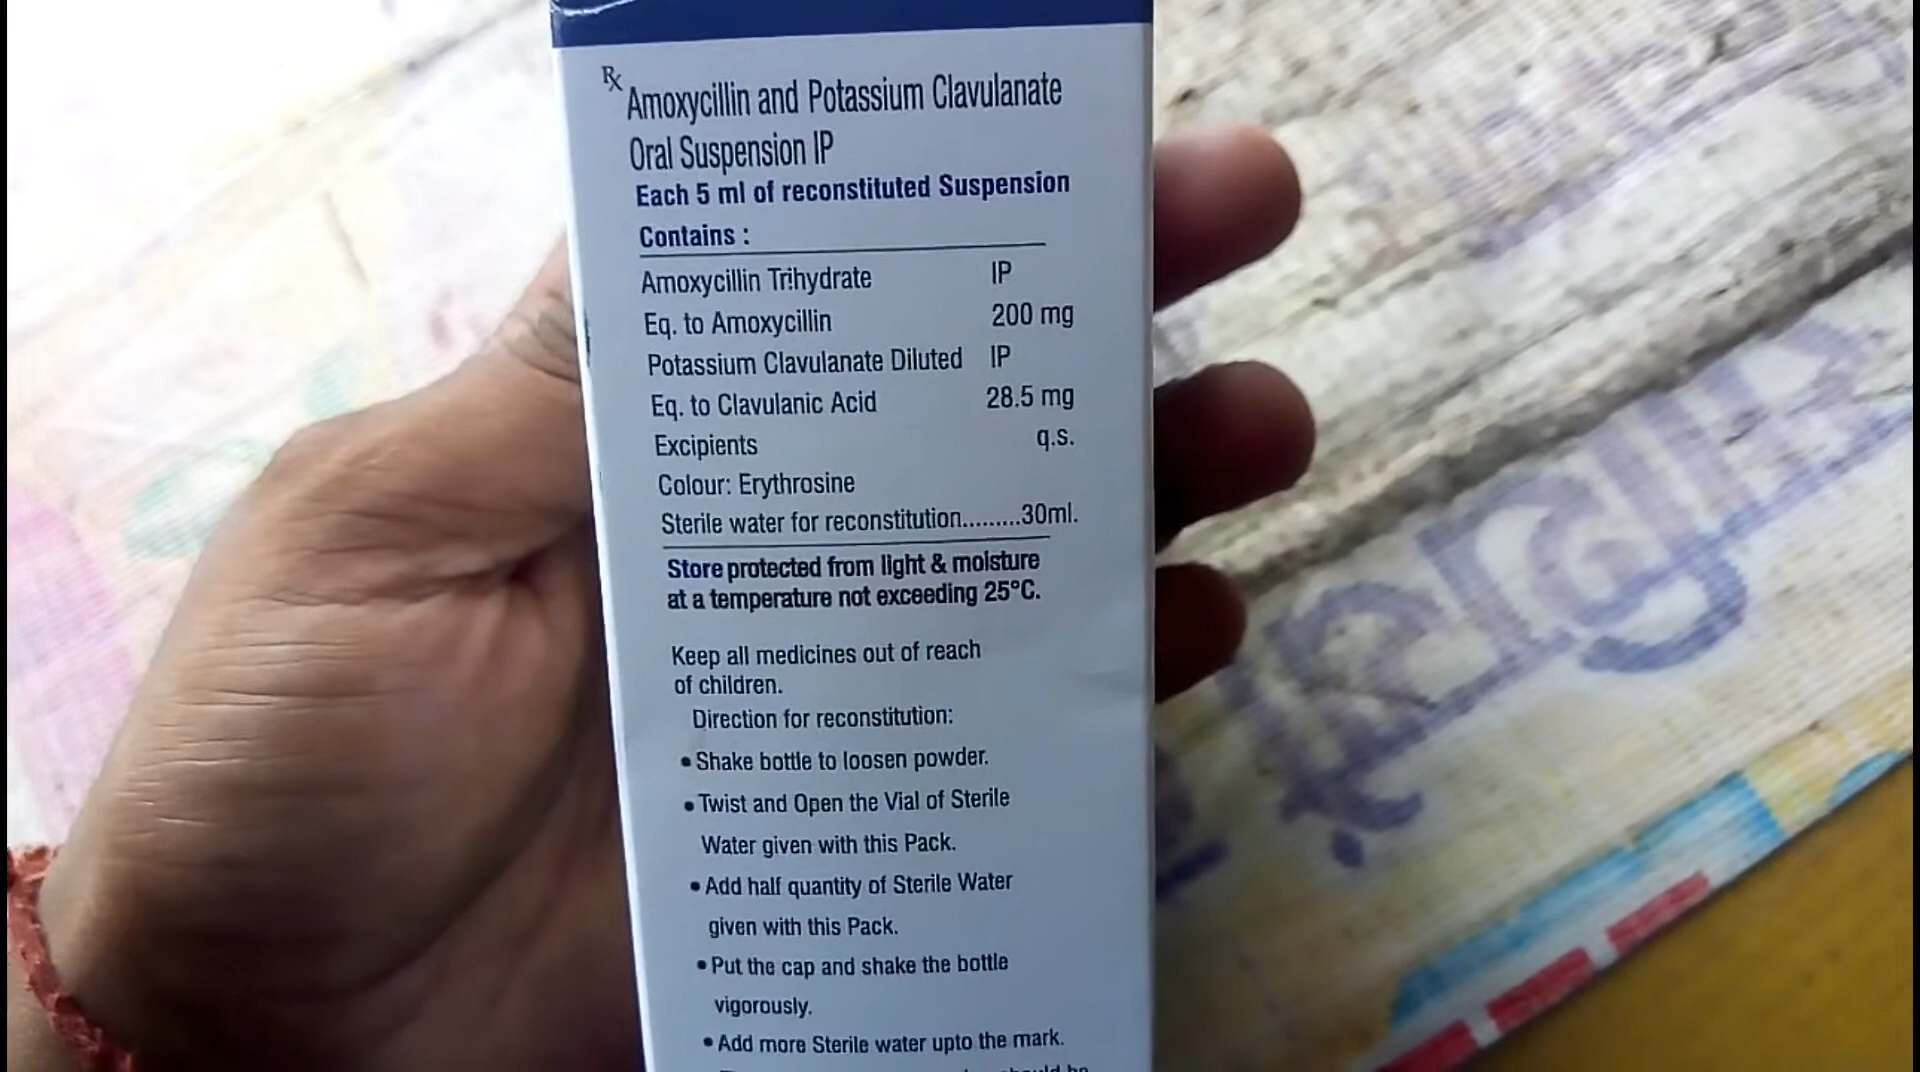 Rx Amoxycillin and Potassium Clavulanate
Oral Suspension IP
Each 5 ml of reconstituted Suspension
Contains :
Amoxycillin Trihydrate IP
Eq. to Amoxycillin 200 mg
Potassium Clavulanate Diluted IP
Eq. to Clavulanic Acid 28.5 mg
Excipients q.s.
Colour: Erythrosine
Sterile water for reconstitution.........30ml.
Store protected from light & moisture
at a temperature not exceeding 25°C.
Keep all medicines out of reach
of children.
Direction for reconstitution:
• Shake bottle to loosen powder.
• Twist and Open the Vial of Sterile
Water given with this Pack.
• Add half quantity of Sterile Water
given with this Pack.
• Put the cap and shake the bottle
vigorously.
• Add more Sterile water upto the mark.
should be